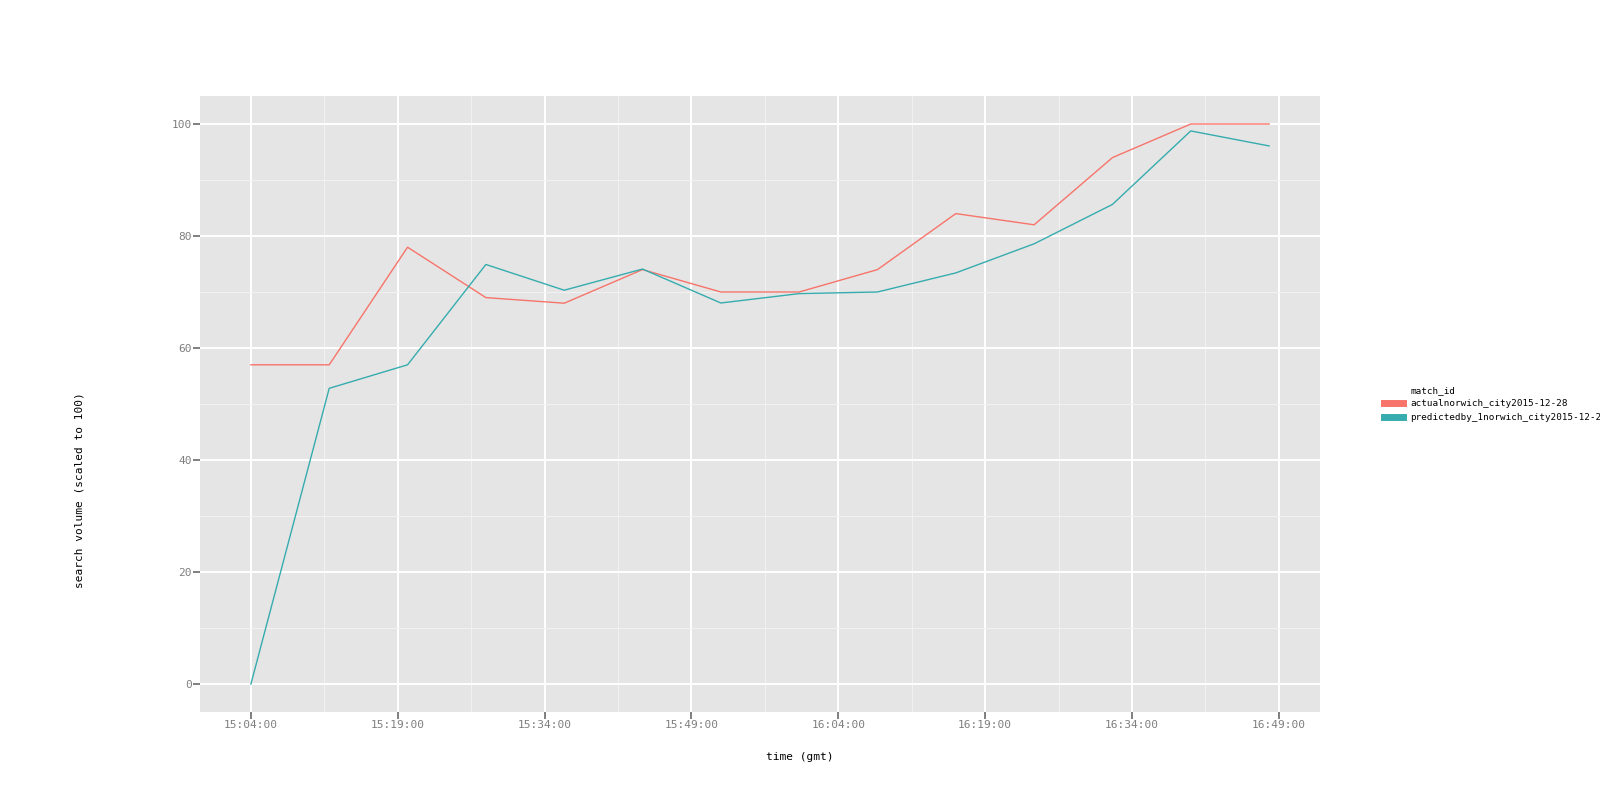 100
80
60
40
20
0
search volume (scaled to 100)
15:04:00 15:19:00 15:34:00 15:49:00 16:04:00 16:19:00 16:34:00 16:49:00
time (gmt)
match_id
actualnorwich_city2015-12-28
predictedby_1norwich_city2015-12-2